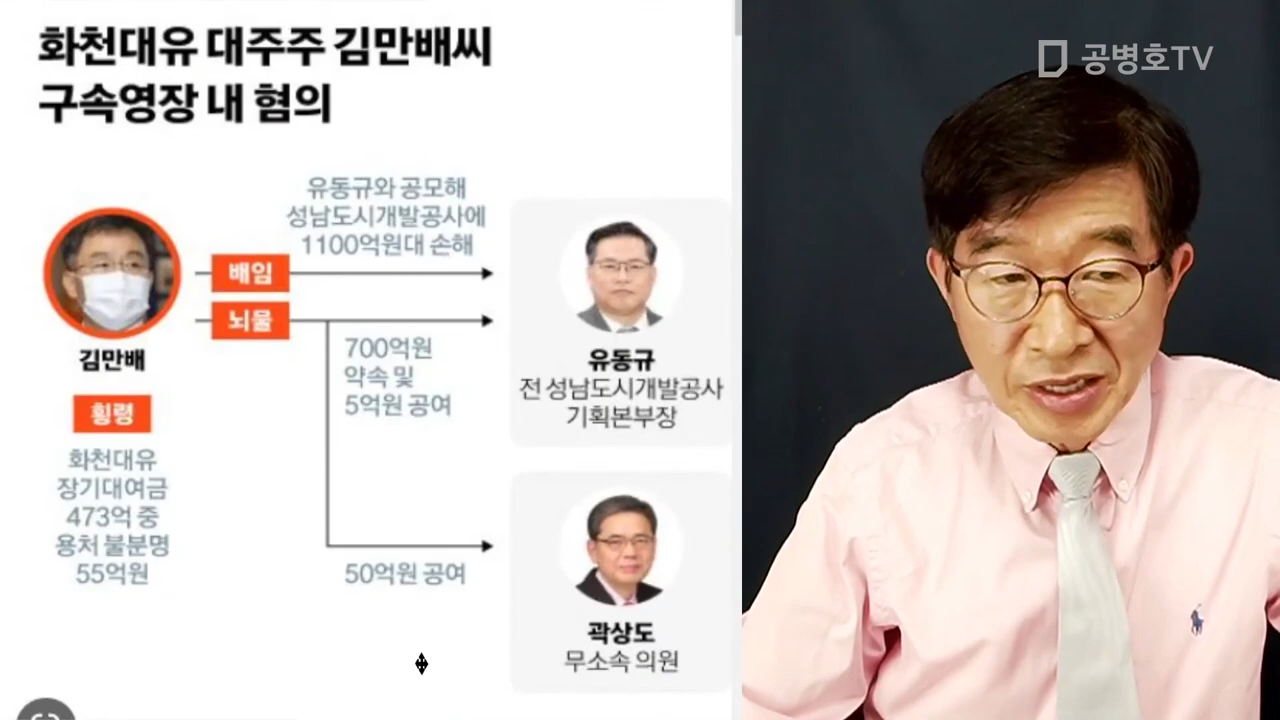 화천대유 대주주 김만배씨
구속영장 내 혐의
공병호TV
유동규와 공모해
성남도시개발공사에
1100억원대 손해
배임
뇌물
700억원
약속 및
5억원 공여
김만배
횡령
화천대유
장기대여금
473억 중
용처 불분명
55억원
유동규
전 성남도시개발공사
기획본부장
50억원 공여
곽상도
무소속 의원